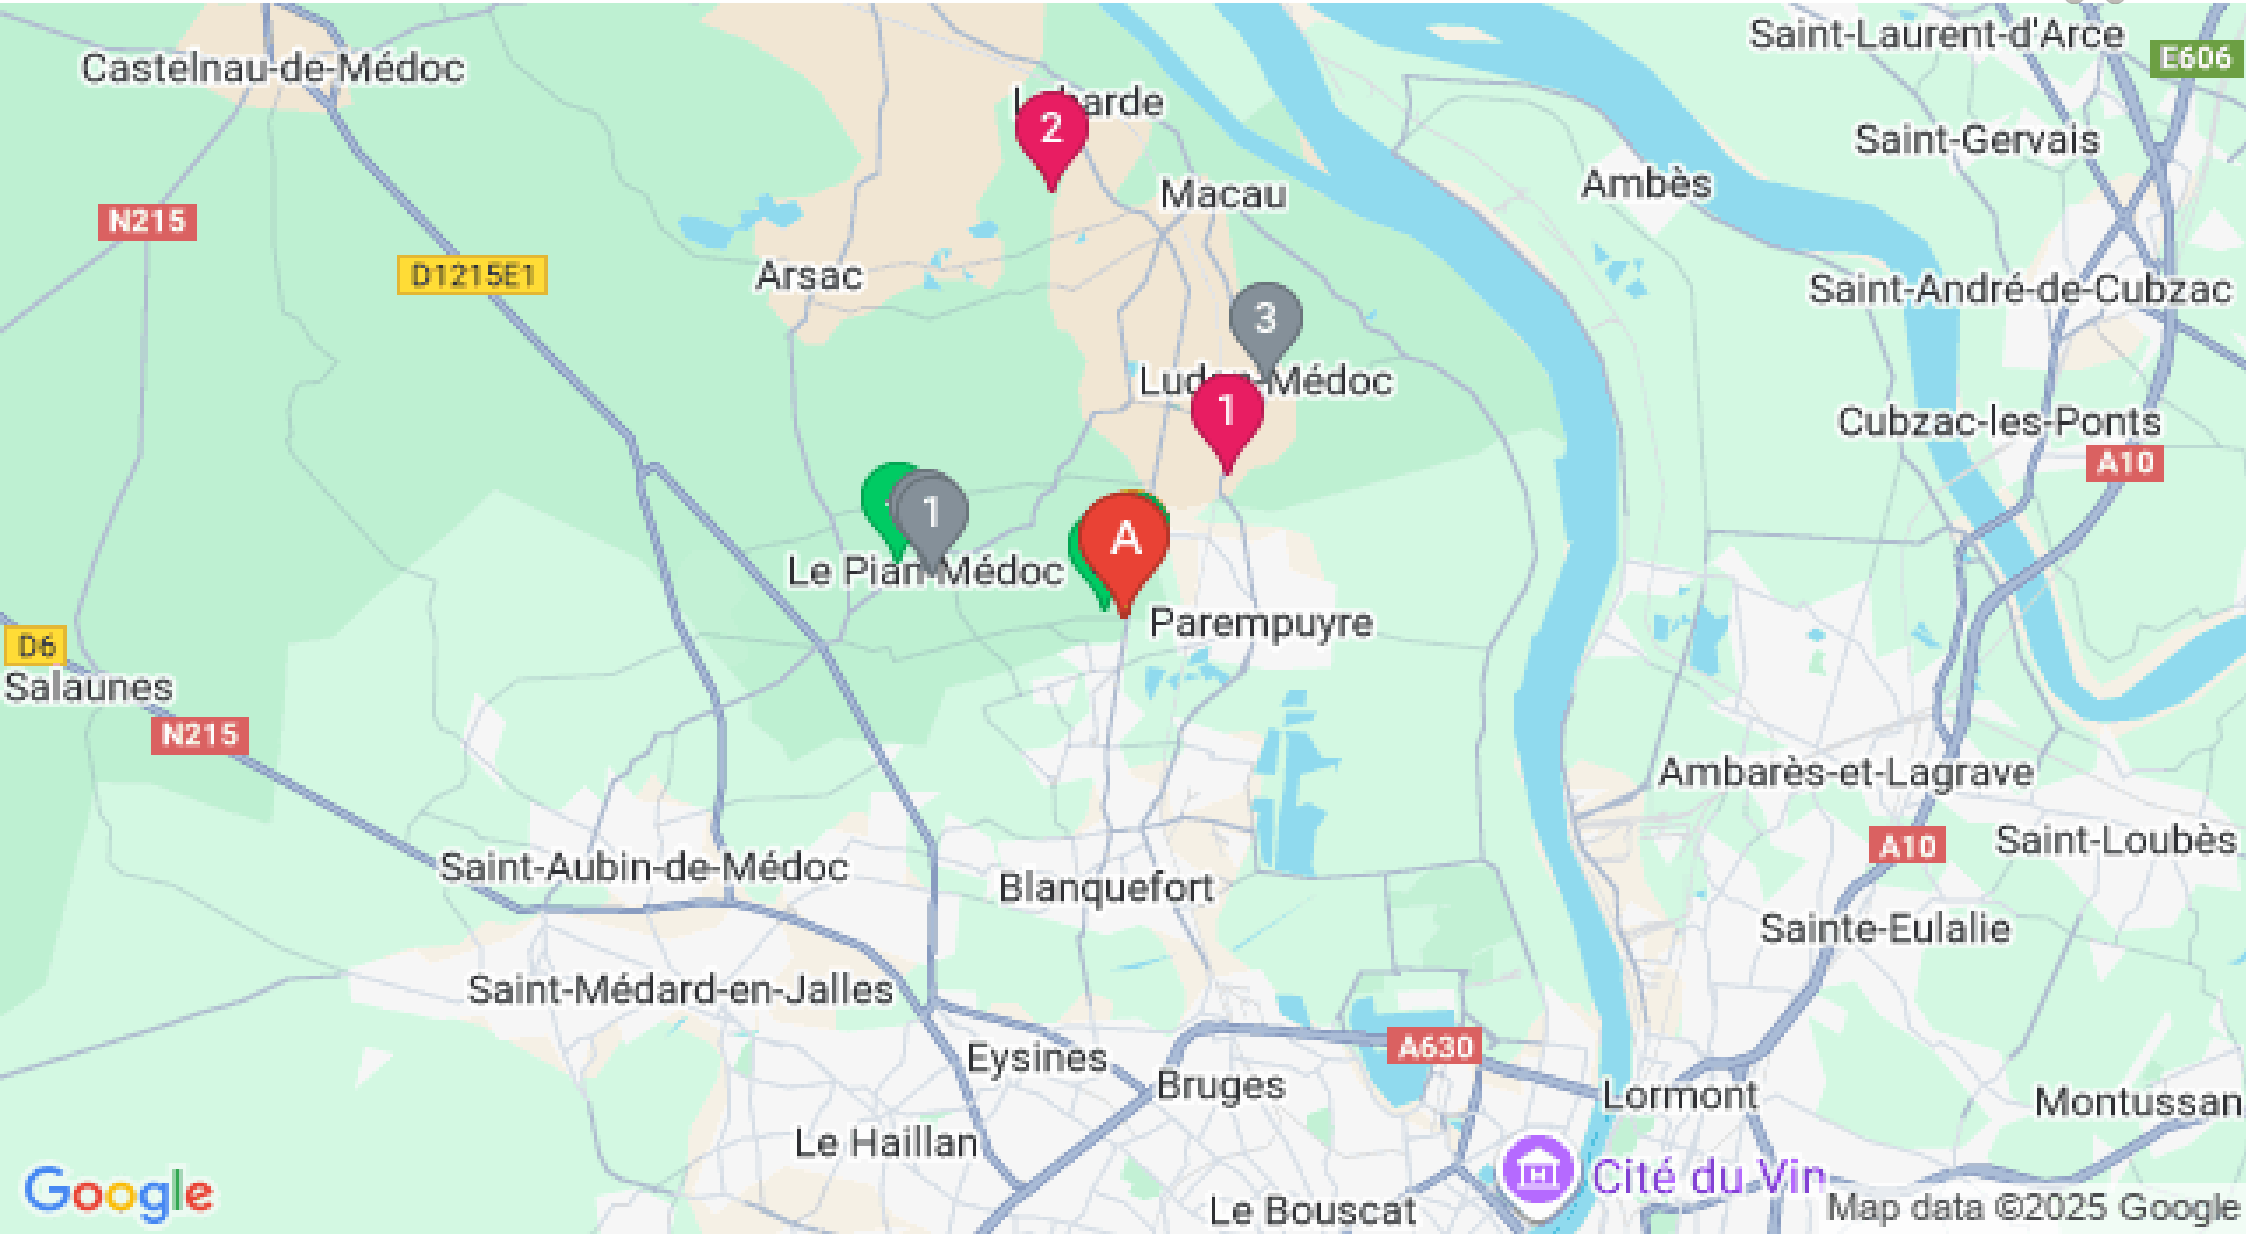 Saint-Laurent-d'Arce
Castelnau-de-Médoc
E606
2
Saint-Gervais
Ambès
Macau
N215
D1215E1
Arsac
Saint-André-de-Cubzac
3
Médoc
1
Cubzac-les-Ponts
A10
1
A
Le Pian-Médoc
Parempuyre
D6
Salaunes
N215
Ambarès-et-Lagrave
A10
Saint-Loubès
Saint-Aubin-de-Médoc
Blanquefort
Sainte-Eulalie
Saint-Médard-en-Jalles
A630
Eysines
Bruges
Lormont
Montussan
Le Haillan
Cité du Vin
Google
Le Bouscat
Map data ©2025 Google